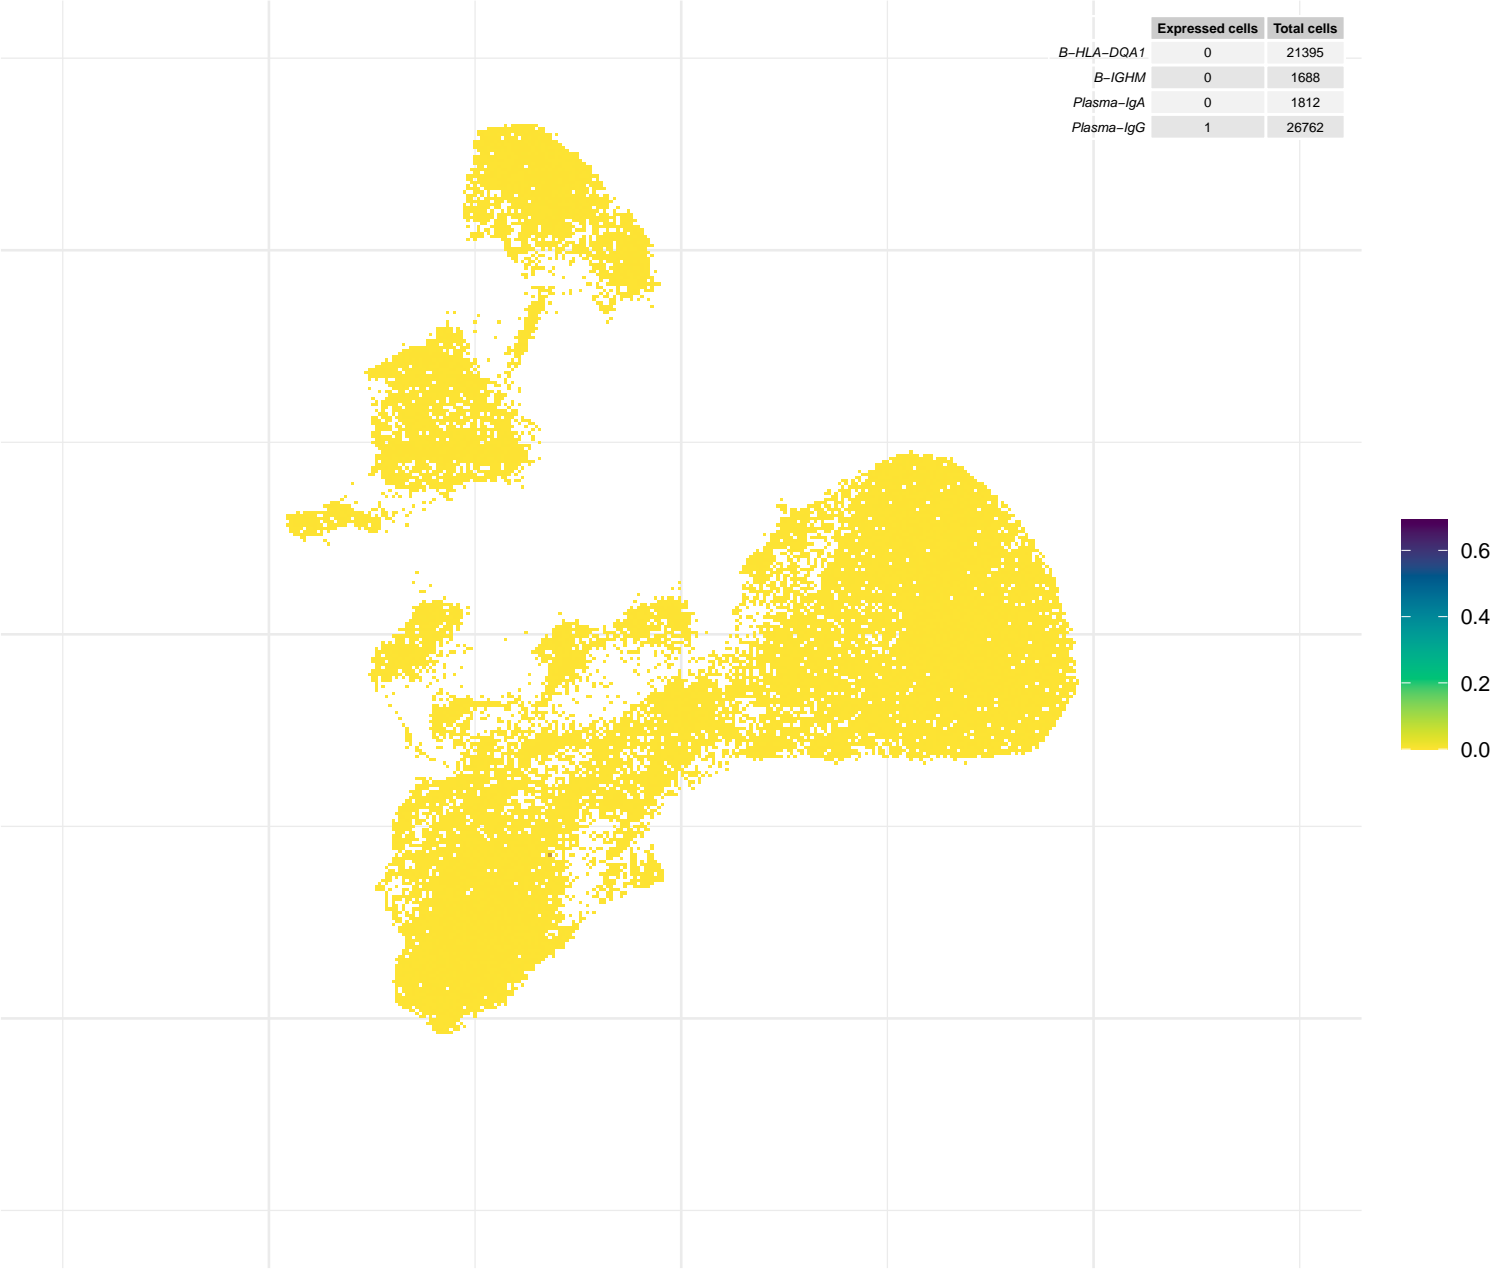 Expressed cells Total cells
B−HLA−DQA1 0 21395
B−IGHM 0 1688
Plasma−IgA 0 1812
Plasma−IgG 1 26762
0.6
0.4
0.2
0.0